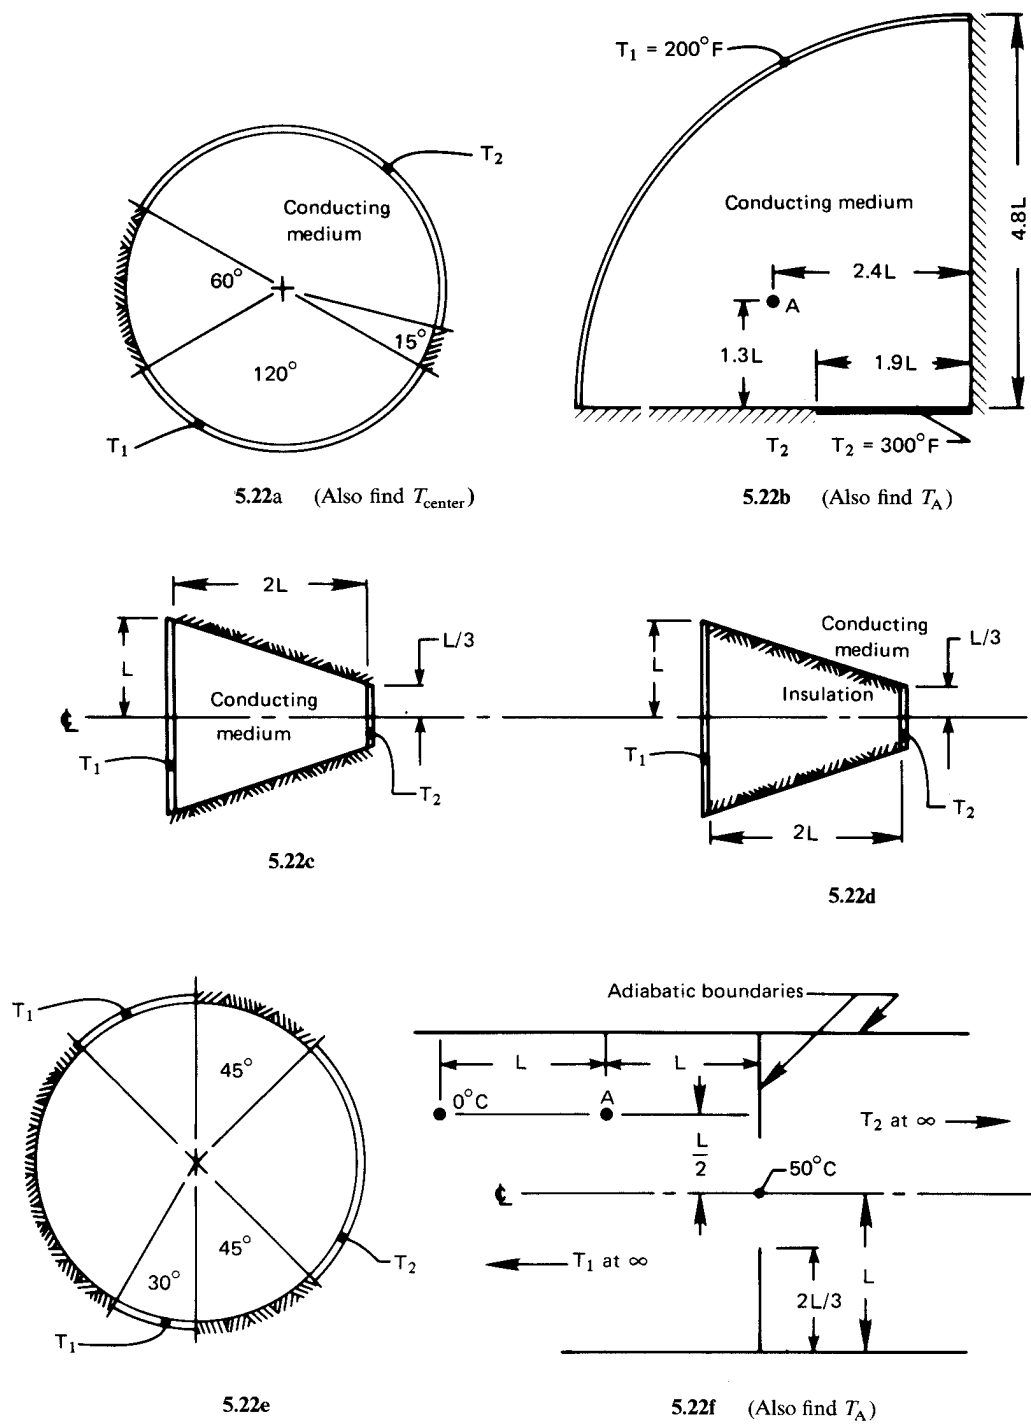 T₁ = 200°F
T₂
Conducting
medium
60°
15°
120°
T₁
Conducting medium
2.4L
A
1.3L
1.9L
4.8L
T₂
T₂ = 300°F
5.22a (Also find T_center)
5.22b (Also find T_A)
2L
L
L/3
Conducting
medium
℄
T₁
T₂
5.22c
Conducting
medium
L/3
L
Insulation
T₁
T₂
2L
5.22d
T₁
45°
45°
30°
T₁
T₂
5.22e
Adiabatic boundaries
L
L
0°C
A
L
2
T₂ at ∞
50°C
℄
T₁ at ∞
2L/3
L
5.22f (Also find T_A)